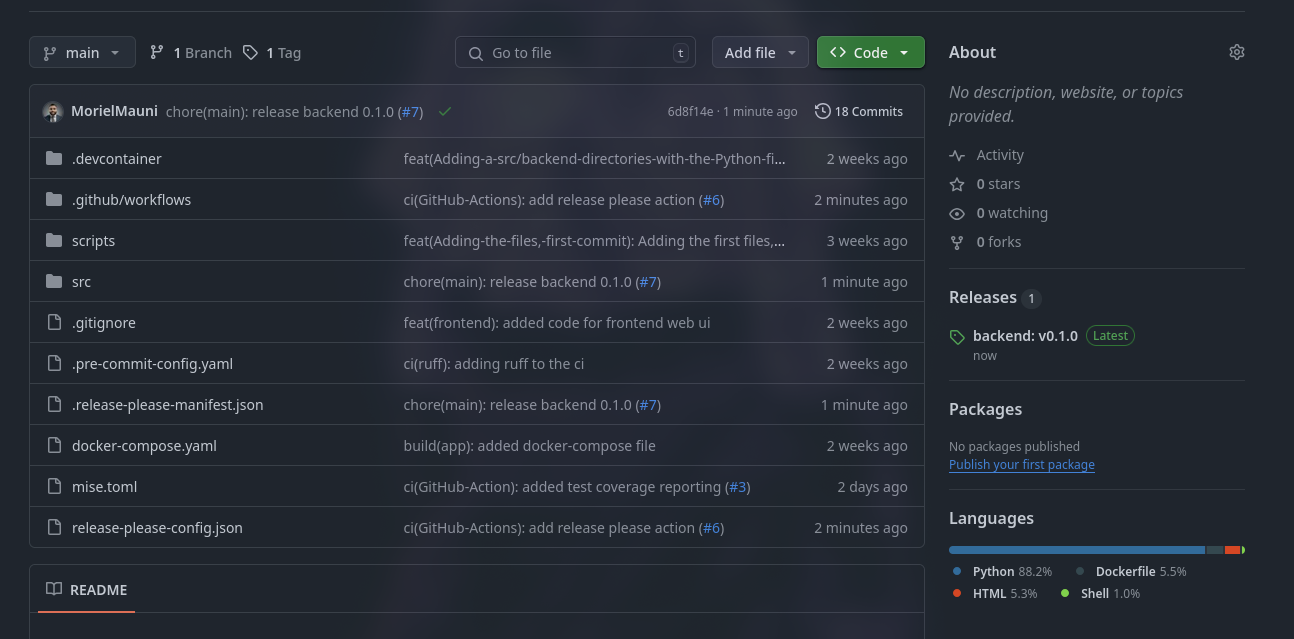 main
1 Branch
1 Tag
Go to file
t
Add file
Code
MorielMauni chore(main): release backend 0.1.0 (#7)
6d8f14e · 1 minute ago
18 Commits
.devcontainer feat(Adding-a-src/backend-directories-with-the-Python-fi... 2 weeks ago
.github/workflows ci(GitHub-Actions): add release please action (#6) 2 minutes ago
scripts feat(Adding-the-files,-first-commit): Adding the first files,... 3 weeks ago
src chore(main): release backend 0.1.0 (#7) 1 minute ago
.gitignore feat(frontend): added code for frontend web ui 2 weeks ago
.pre-commit-config.yaml ci(ruff): adding ruff to the ci 2 weeks ago
.release-please-manifest.json chore(main): release backend 0.1.0 (#7) 1 minute ago
docker-compose.yaml build(app): added docker-compose file 2 weeks ago
mise.toml ci(GitHub-Action): added test coverage reporting (#3) 2 days ago
release-please-config.json ci(GitHub-Actions): add release please action (#6) 2 minutes ago
README
About
No description, website, or topics
provided.
Activity
0 stars
0 watching
0 forks
Releases 1
backend: v0.1.0 Latest
now
Packages
No packages published
Publish your first package
Languages
Python 88.2% Dockerfile 5.5%
HTML 5.3% Shell 1.0%